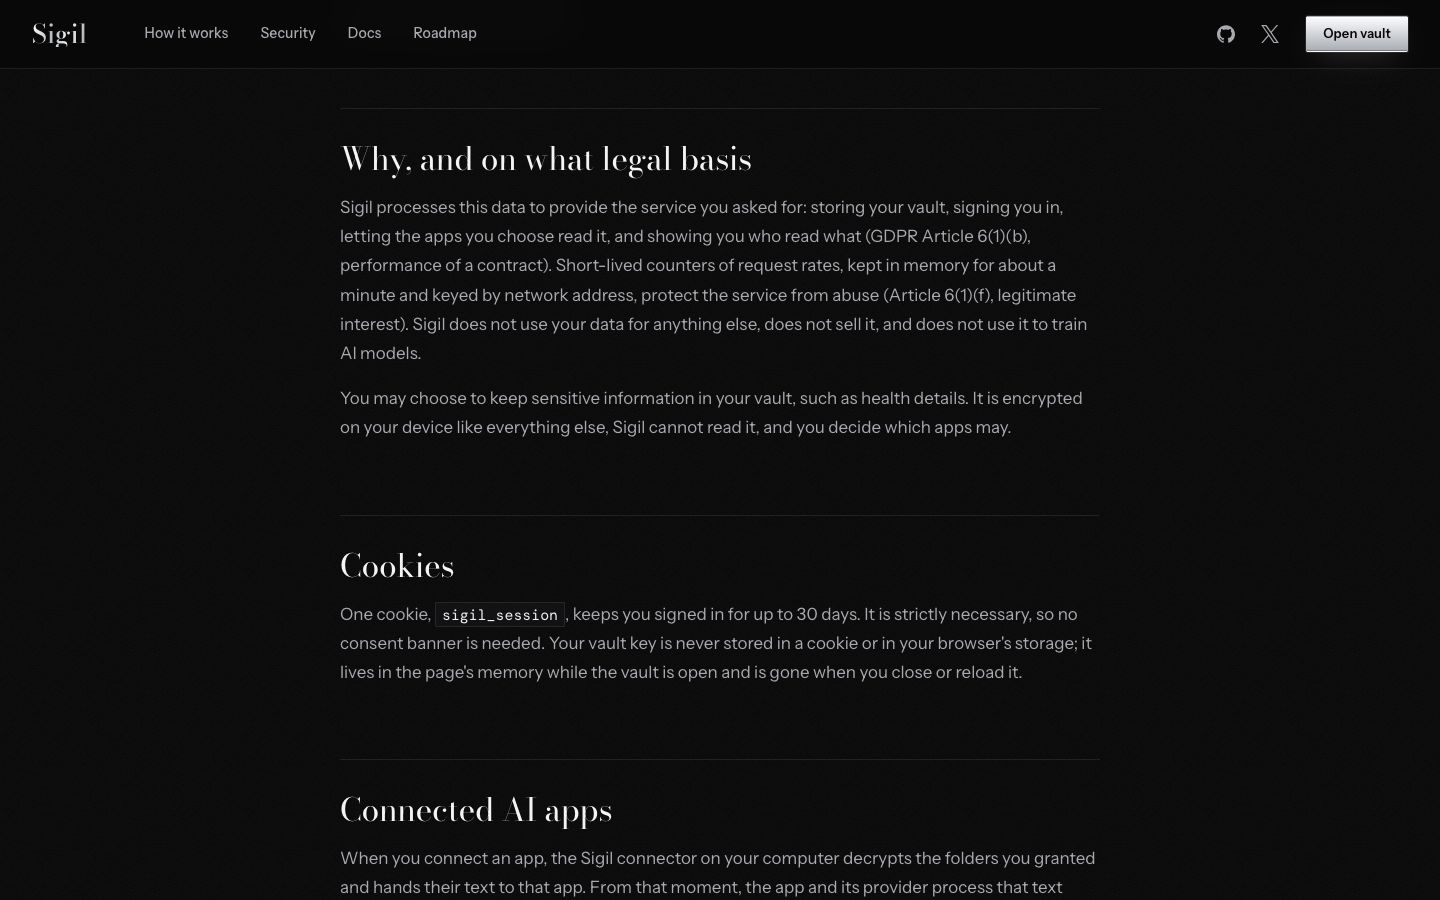 Sigil
How it works
Security
Docs
Roadmap
Open vault
Why, and on what legal basis
Sigil processes this data to provide the service you asked for: storing your vault, signing you in,
letting the apps you choose read it, and showing you who read what (GDPR Article 6(1)(b),
performance of a contract). Short-lived counters of request rates, kept in memory for about a
minute and keyed by network address, protect the service from abuse (Article 6(1)(f), legitimate
interest). Sigil does not use your data for anything else, does not sell it, and does not use it to train
AI models.
You may choose to keep sensitive information in your vault, such as health details. It is encrypted
on your device like everything else, Sigil cannot read it, and you decide which apps may.
Cookies
One cookie, sigil_session, keeps you signed in for up to 30 days. It is strictly necessary, so no
consent banner is needed. Your vault key is never stored in a cookie or in your browser's storage; it
lives in the page's memory while the vault is open and is gone when you close or reload it.
Connected AI apps
When you connect an app, the Sigil connector on your computer decrypts the folders you granted
and hands their text to that app. From that moment, the app and its provider process that text